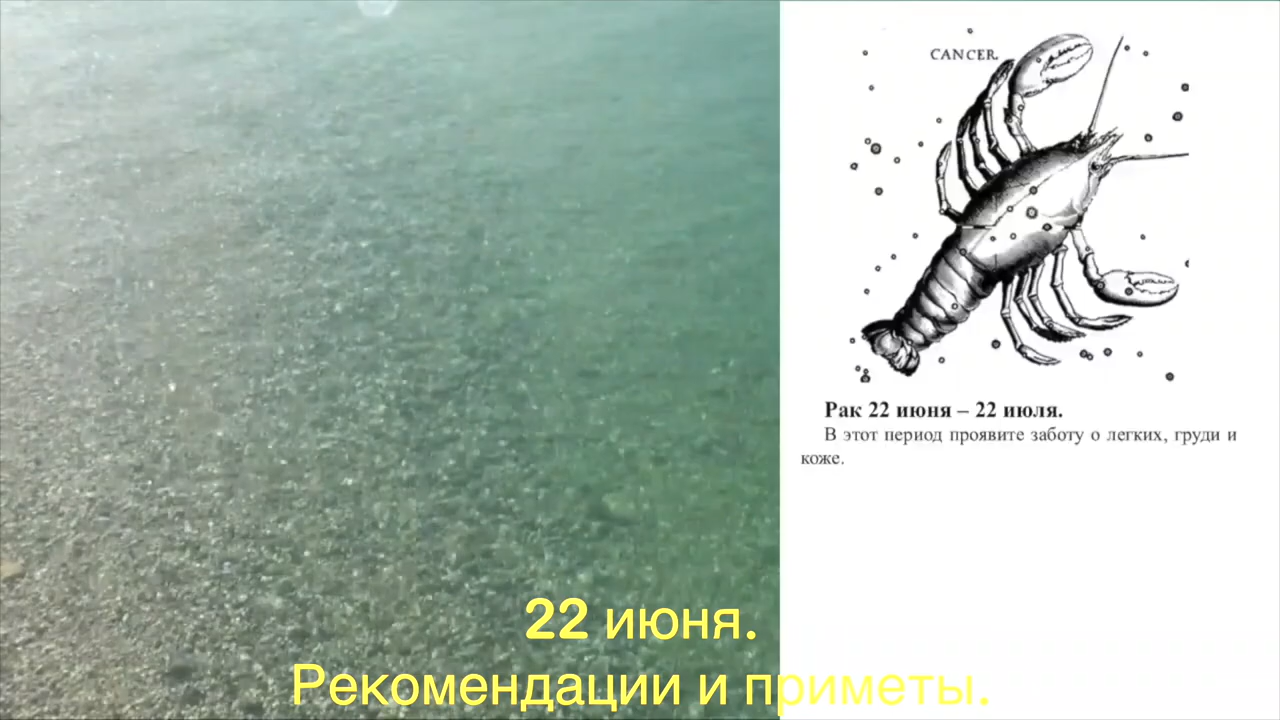 CANCER.
Рак 22 июня – 22 июля.
В этот период проявите заботу о легких, груди и
коже.
22 июня.
Рекомендации и приметы.